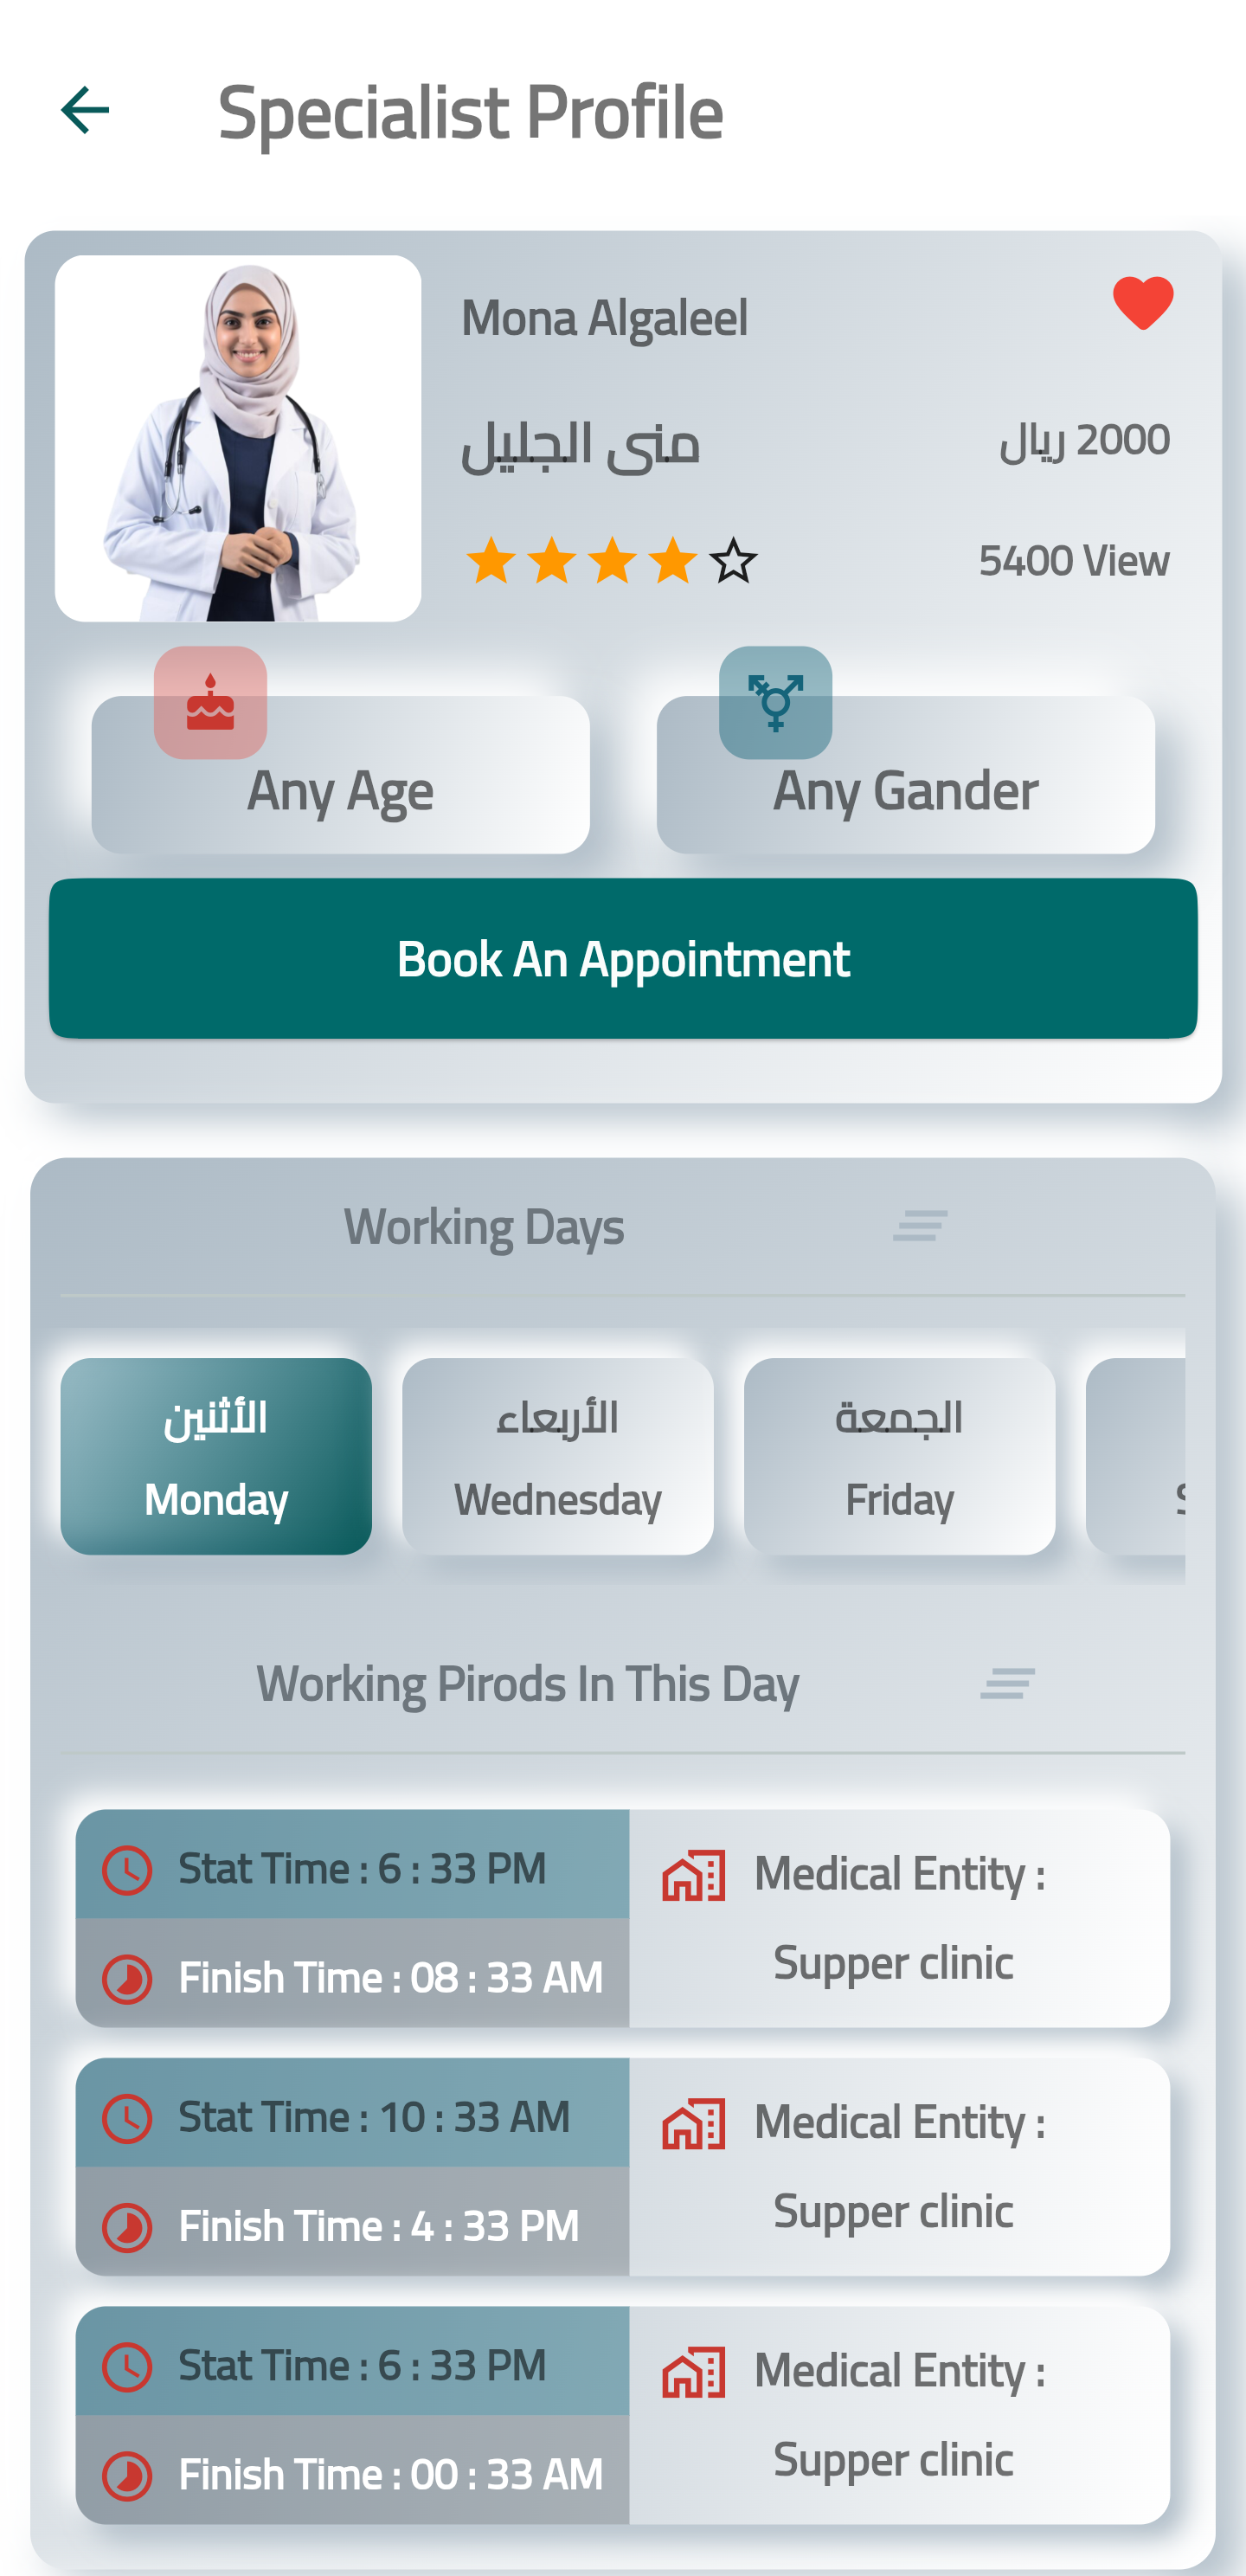 Specialist Profile
Mona Algaleel
منى الجليل
2000 ريال
5400 View
Any Age
Any Gander
Book An Appointment
Working Days
الأثنين
Monday
الأربعاء
Wednesday
الجمعة
Friday
S
Working Pirods In This Day
Stat Time : 6 : 33 PM
Medical Entity :
Finish Time : 08 : 33 AM
Supper clinic
Stat Time : 10 : 33 AM
Medical Entity :
Finish Time : 4 : 33 PM
Supper clinic
Stat Time : 6 : 33 PM
Medical Entity :
Finish Time : 00 : 33 AM
Supper clinic